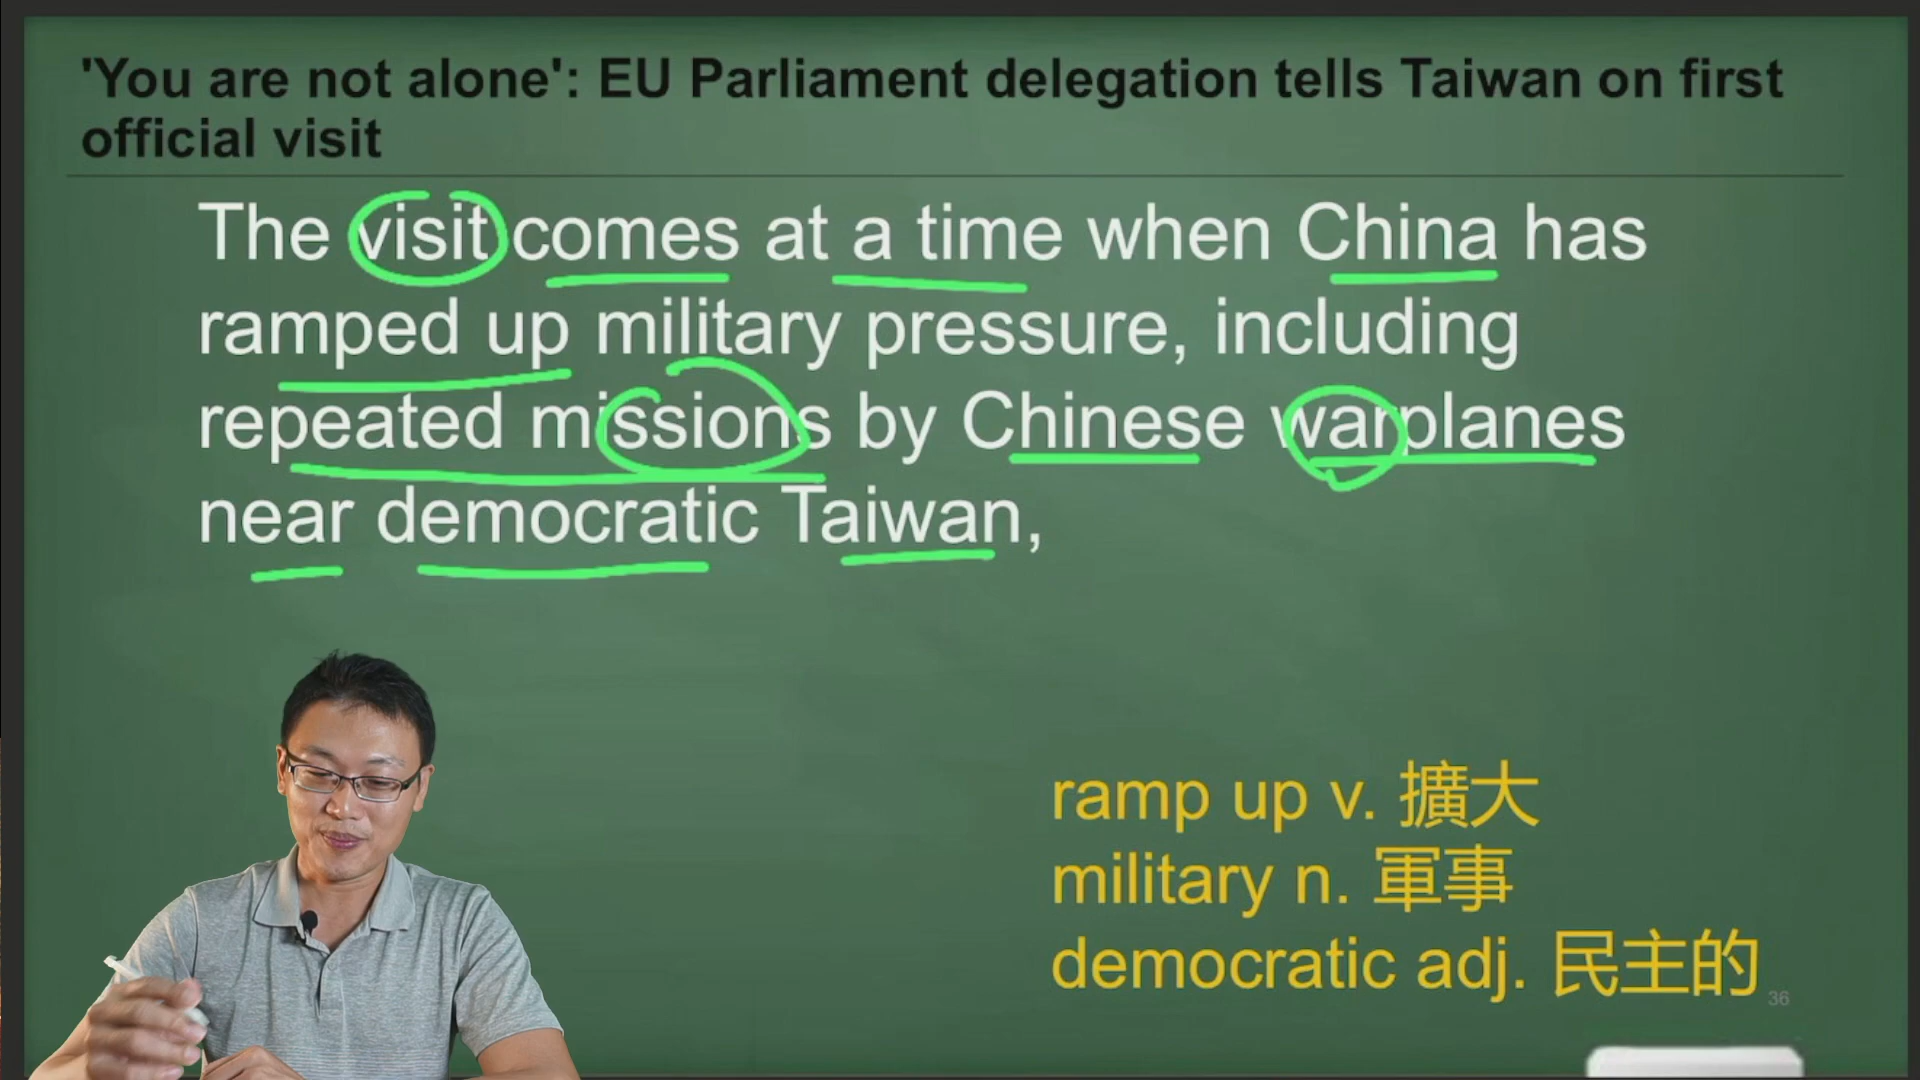 'You are not alone': EU Parliament delegation tells Taiwan on first
official visit
The visit comes at a time when China has
ramped up military pressure, including
repeated missions by Chinese warplanes
near democratic Taiwan,
ramp up v. 擴大
military n. 軍事
democratic adj. 民主的
36